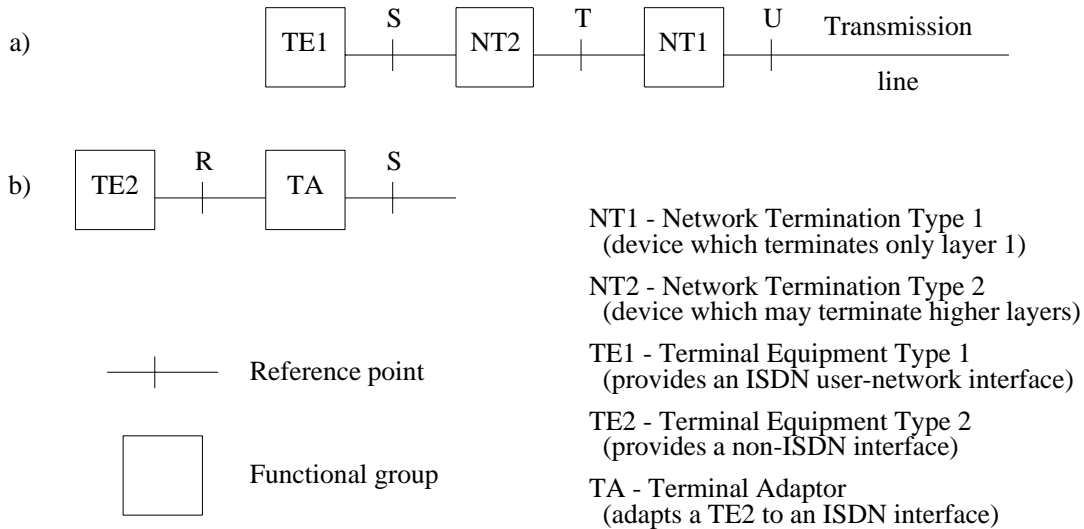 a)
TE1
S
NT2
T
NT1
U
Transmission
line
b)
TE2
R
TA
S
NT1 - Network Termination Type 1
(device which terminates only layer 1)
NT2 - Network Termination Type 2
(device which may terminate higher layers)
TE1 - Terminal Equipment Type 1
(provides an ISDN user-network interface)
TE2 - Terminal Equipment Type 2
(provides a non-ISDN interface)
TA - Terminal Adaptor
(adapts a TE2 to an ISDN interface)
Reference point
Functional group